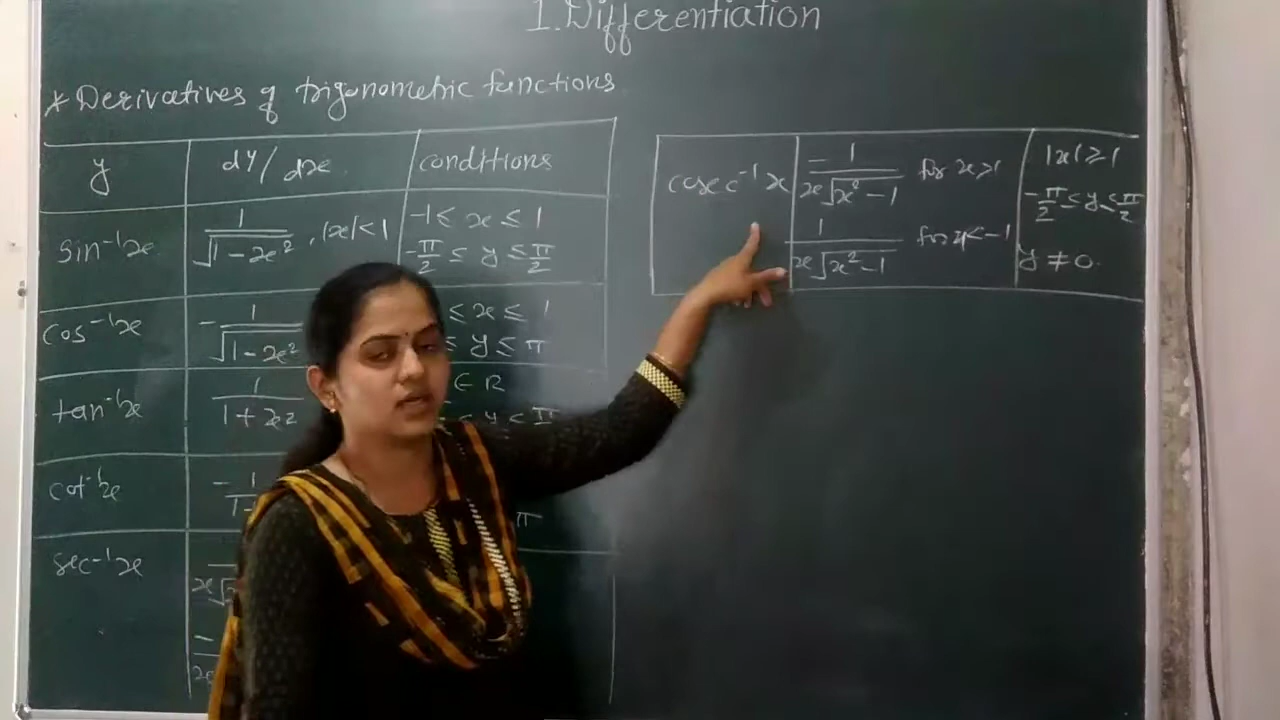 1. Differentiation
* Derivatives of trigonometric functions
y dy/dx conditions
sin⁻¹x 1/√(1-x²), |x|<1 -1 ≤ x ≤ 1
-π/2 ≤ y ≤ π/2
cos⁻¹x -1/√(1-x²) ≤ x ≤ 1
≤ y ≤ π
tan⁻¹x 1/(1+x²) ∈ R
< y < π
cot⁻¹x -1/1+
π
sec⁻¹x
x√
-
x
cosec⁻¹x -1/(x√(x²-1)) for x>1 |x| ≥ 1
-π/2 ≤ y ≤ π/2
1/(x√(x²-1)) for x<-1 y ≠ 0.